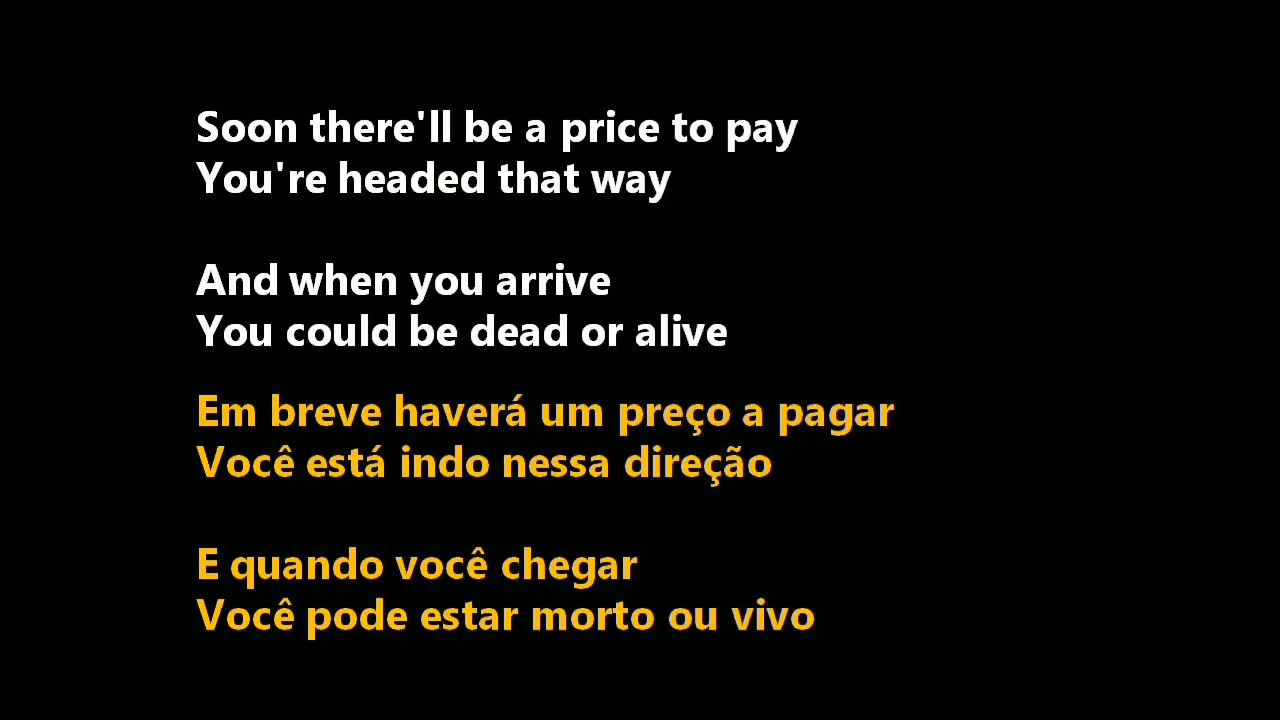 Soon there'll be a price to pay
You're headed that way
And when you arrive
You could be dead or alive
Em breve haverá um preço a pagar
Você está indo nessa direção
E quando você chegar
Você pode estar morto ou vivo